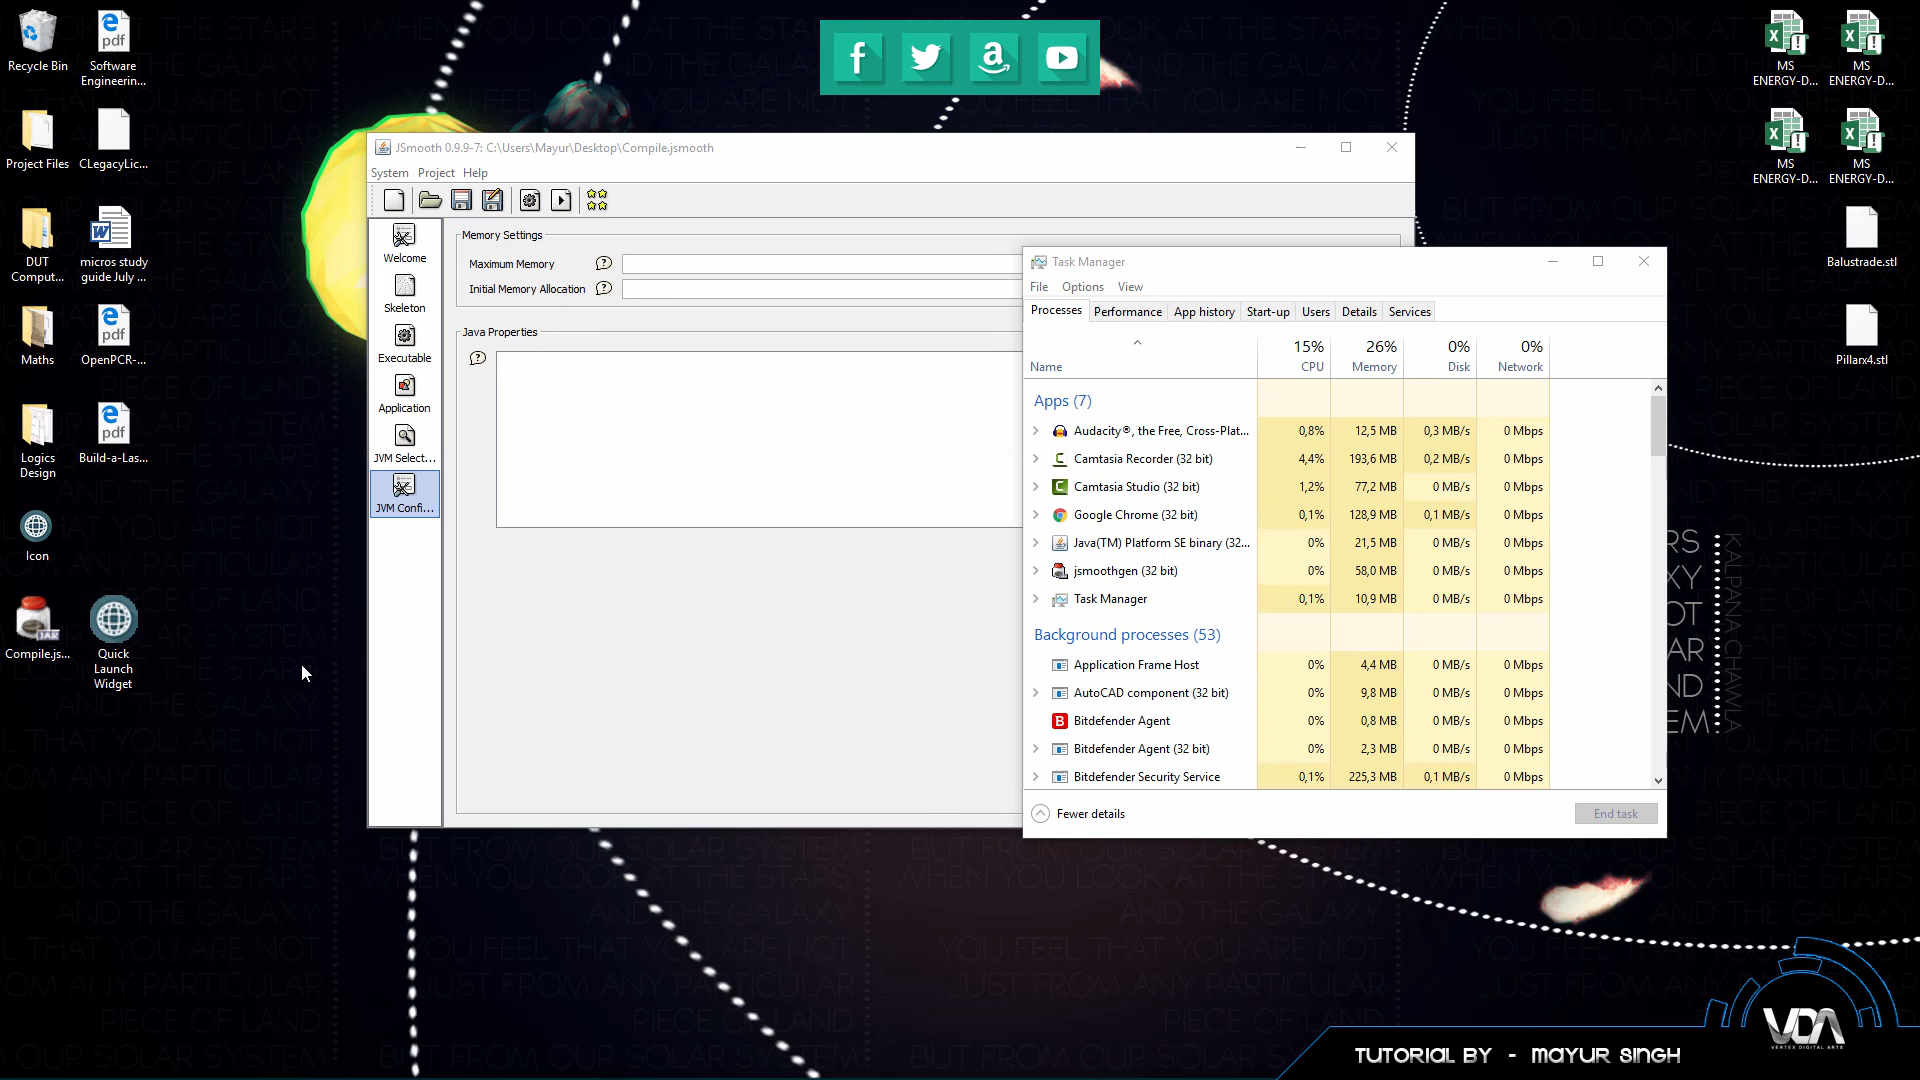 Recycle Bin
Software
Engineerin...
Project Files
CLegacyLic...
DUT
Comput...
micros study
guide July ...
Maths
OpenPCR-...
Logics
Design
Build-a-Las...
Icon
Compile.js...
Quick
Launch
Widget
JSmooth 0.9.9-7: C:\Users\Mayur\Desktop\Compile.jsmooth
System Project Help
Welcome
Skeleton
Executable
Application
JVM Select...
JVM Confi...
Memory Settings
Maximum Memory
Initial Memory Allocation
Java Properties
Task Manager
File Options View
Processes Performance App history Start-up Users Details Services
15% 26% 0% 0%
Name CPU Memory Disk Network
Apps (7)
Audacity®, the Free, Cross-Plat... 0,8% 12,5 MB 0,3 MB/s 0 Mbps
Camtasia Recorder (32 bit) 4,4% 193,6 MB 0,2 MB/s 0 Mbps
Camtasia Studio (32 bit) 1,2% 77,2 MB 0 MB/s 0 Mbps
Google Chrome (32 bit) 0,1% 128,9 MB 0,1 MB/s 0 Mbps
Java(TM) Platform SE binary (32... 0% 21,5 MB 0 MB/s 0 Mbps
jsmoothgen (32 bit) 0% 58,0 MB 0 MB/s 0 Mbps
Task Manager 0,1% 10,9 MB 0 MB/s 0 Mbps
Background processes (53)
Application Frame Host 0% 4,4 MB 0 MB/s 0 Mbps
AutoCAD component (32 bit) 0% 9,8 MB 0 MB/s 0 Mbps
Bitdefender Agent 0% 0,8 MB 0 MB/s 0 Mbps
Bitdefender Agent (32 bit) 0% 2,3 MB 0 MB/s 0 Mbps
Bitdefender Security Service 0,1% 225,3 MB 0,1 MB/s 0 Mbps
Fewer details
End task
MS
ENERGY-D...
MS
ENERGY-D...
MS
ENERGY-D...
MS
ENERGY-D...
Balustrade.stl
Pillarx4.stl
KALPANA CHAWLA
VDA
VERTEX DIGITAL ARTS
TUTORIAL BY - MAYUR SINGH